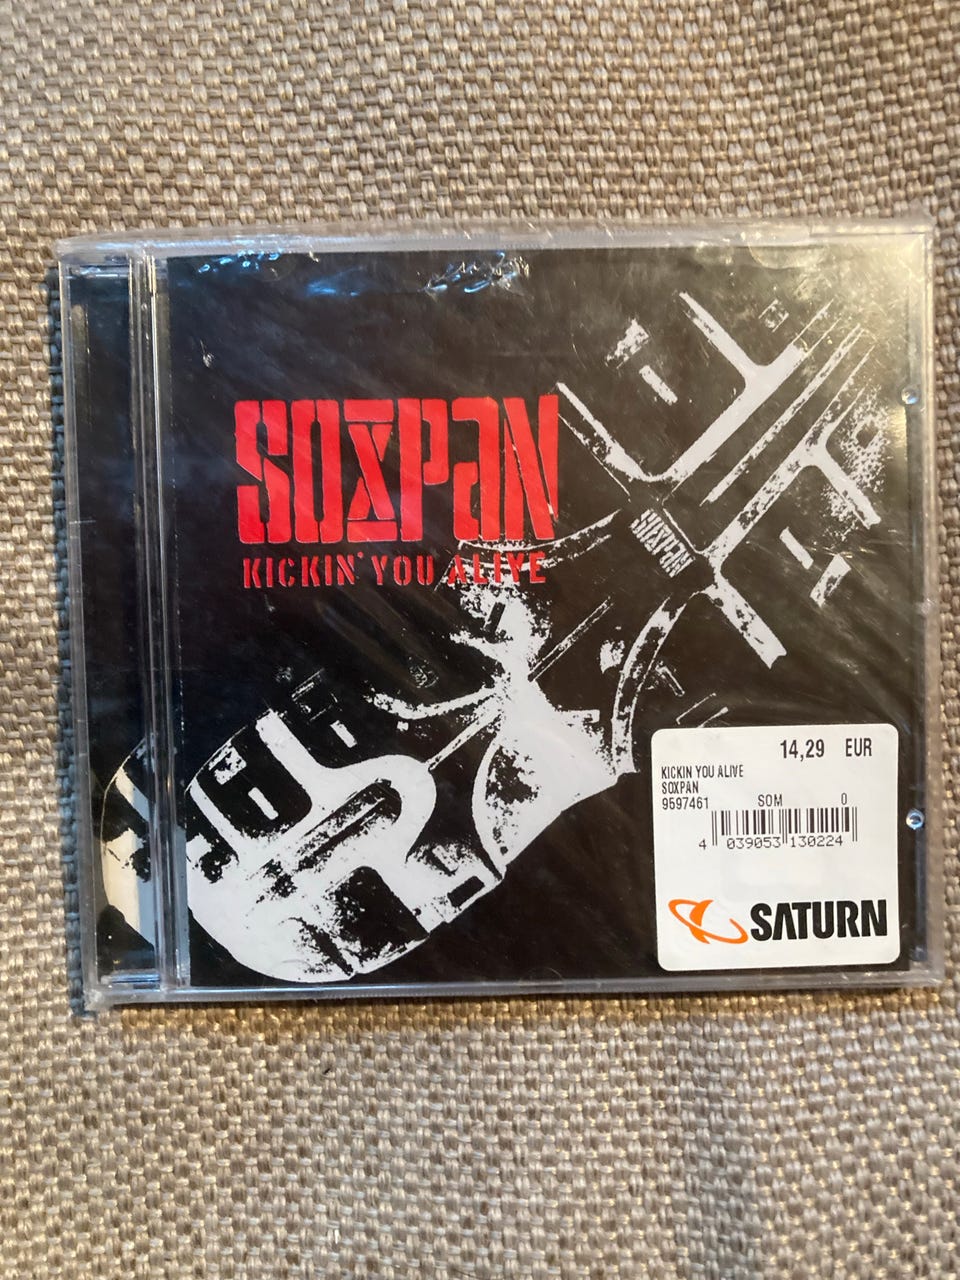 SOXPAN
KICKIN' YOU ALIVE
SOXPAN
14,29 EUR
KICKIN YOU ALIVE
SOXPAN
9597461 SOM 0
4 039053 130224
SATURN